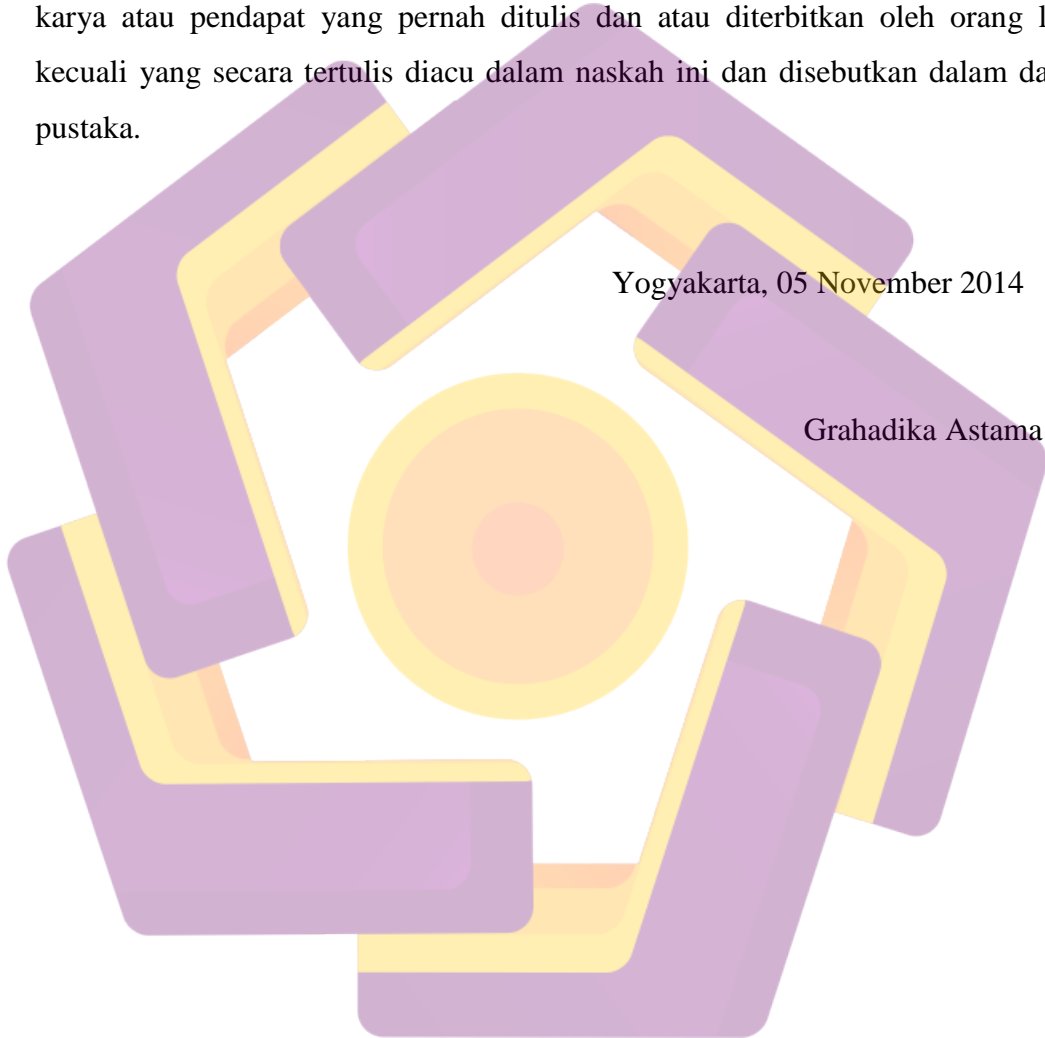 karya atau pendapat yang pernah ditulis dan atau diterbitkan oleh orang
kecuali yang secara tertulis diacu dalam naskah ini dan disebutkan dalam
pustaka.
Yogyakarta, 05 November 2014
Grahadika Astama